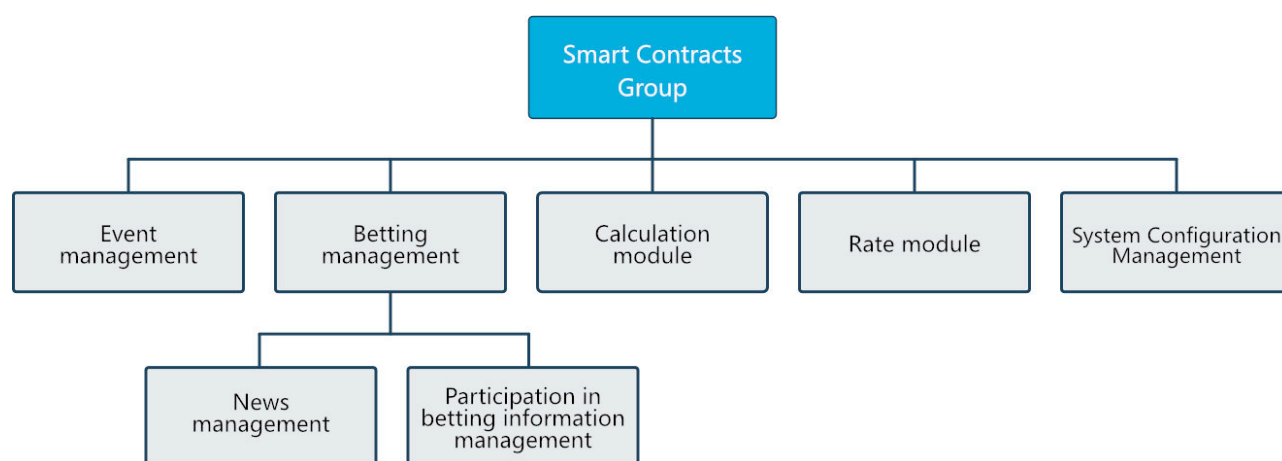 Smart Contracts
Group
Event
management
Betting
management
Calculation
module
Rate module
System Configuration
Management
News
management
Participation in
betting information
management